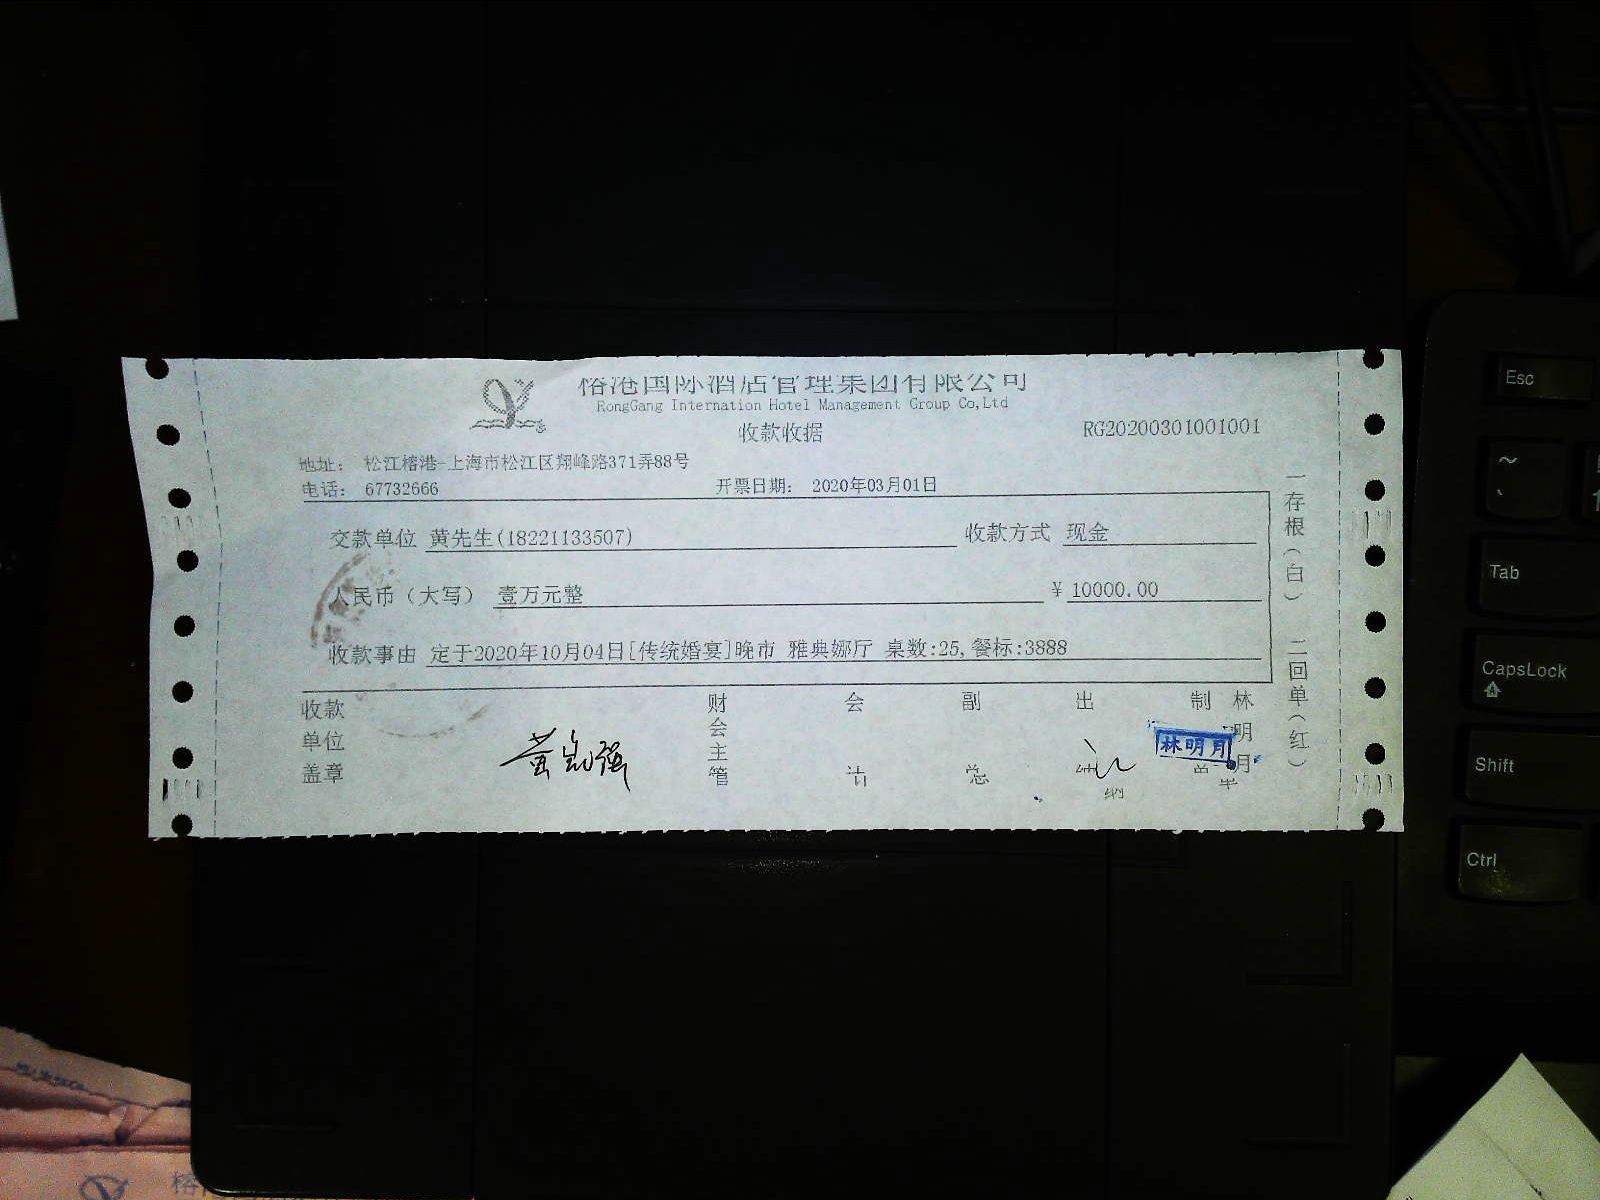 榕港国际酒店管理集团有限公司
RongGang Internation Hotel Management Group Co,Ltd
收款收据
RG20200301001001
地址： 松江榕港-上海市松江区翔峰路371弄88号
电话： 67732666 开票日期： 2020年03月01日
交款单位 黄先生(18221133507) 收款方式 现金
人民币（大写） 壹万元整 ¥ 10000.00
收款事由 定于2020年10月04日[传统婚宴]晚市 雅典娜厅 桌数:25,餐标:3888
收款单位盖章
财会主管
会计
副总
出纳
制单
林明月
林明月
一存根（白） 二回单（红）
Esc
~
Tab
CapsLock
Shift
Ctrl